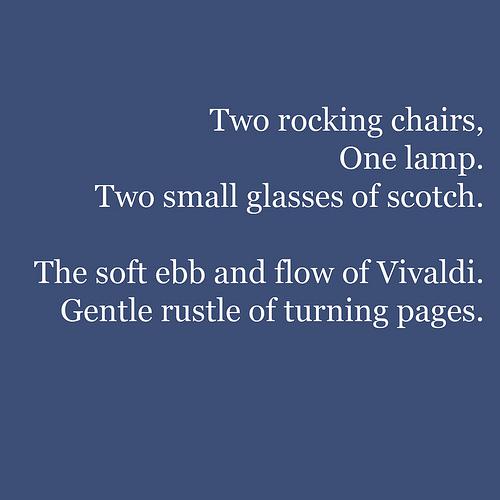 Two rocking chairs,
One lamp.
Two small glasses of scotch.
The soft ebb and flow of Vivaldi.
Gentle rustle of turning pages.